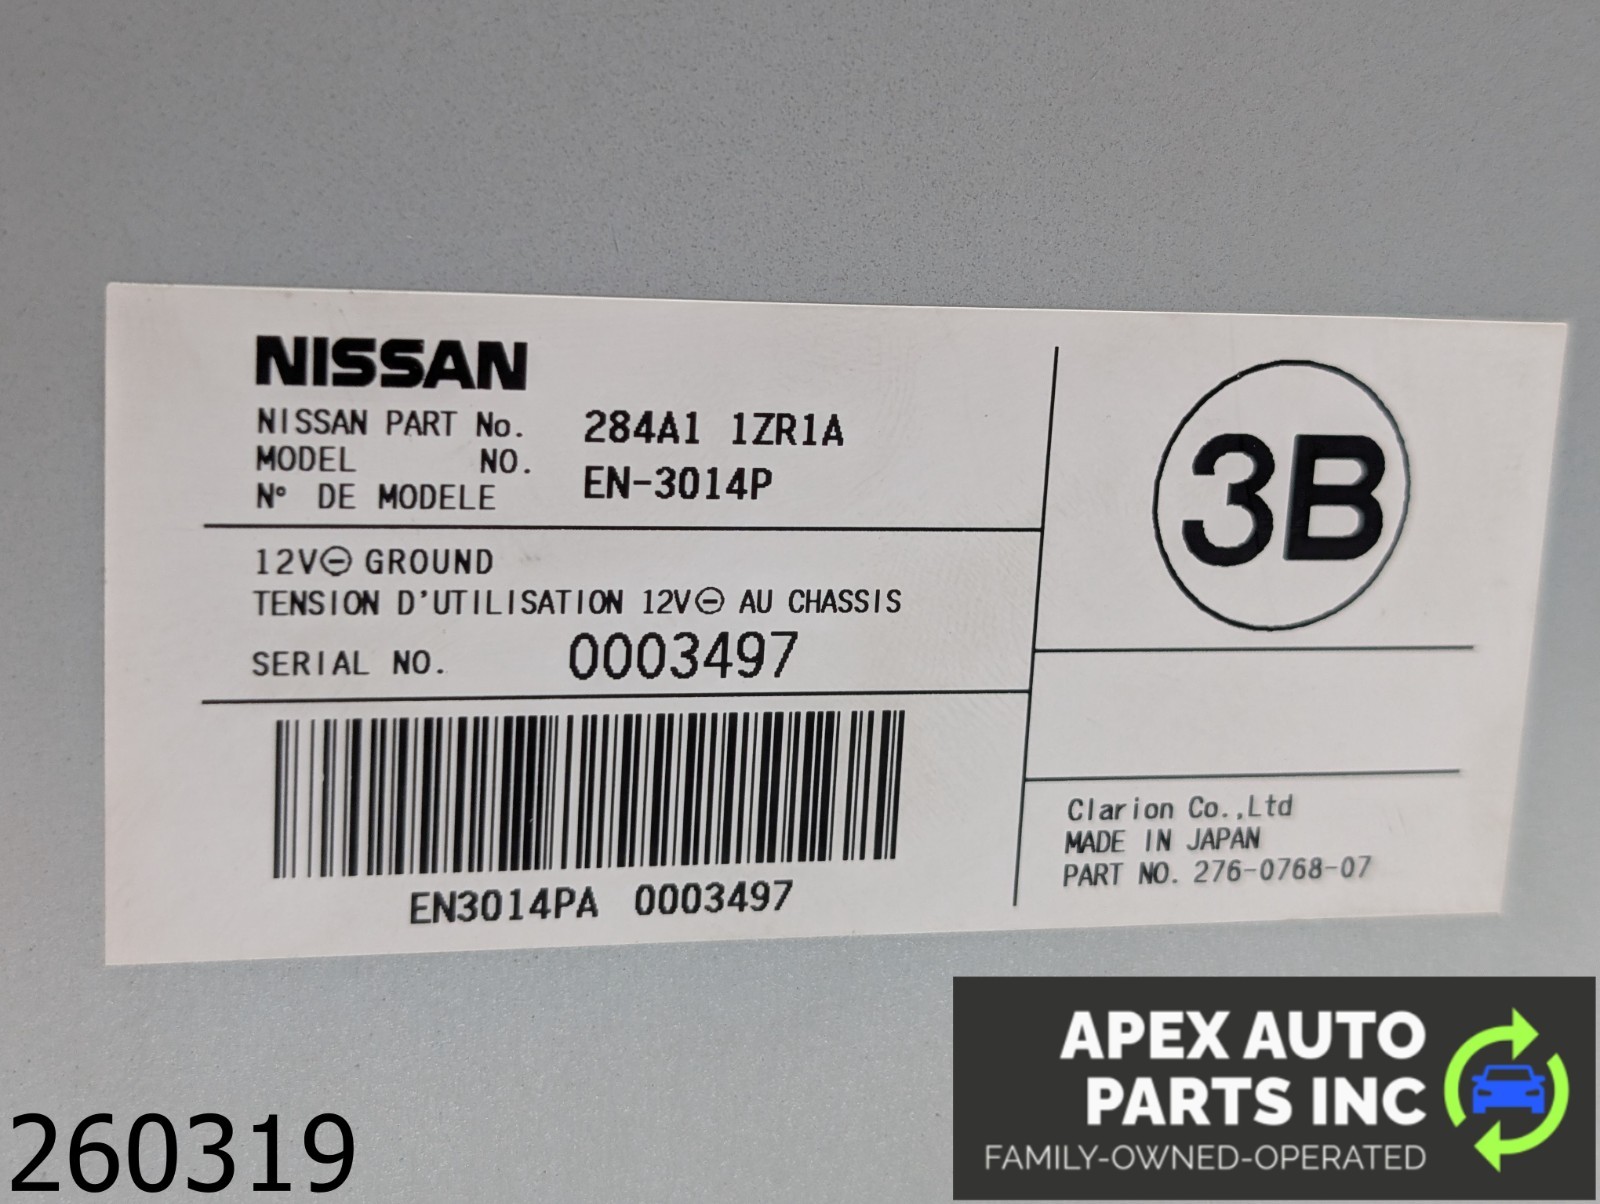 NISSAN
NISSAN PART No. 284A1 1ZR1A
MODEL NO. EN-3014P
N° DE MODELE
12V⊖ GROUND
TENSION D'UTILISATION 12V⊖ AU CHASSIS
SERIAL NO. 0003497
EN3014PA 0003497
3B
Clarion Co.,Ltd
MADE IN JAPAN
PART NO. 276-0768-07
APEX AUTO
PARTS INC
FAMILY-OWNED-OPERATED
260319